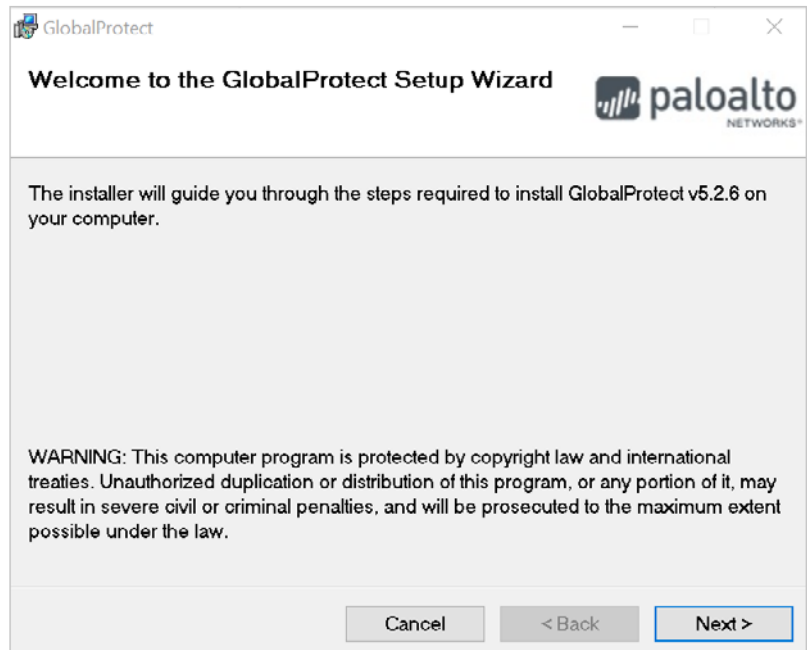 GlobalProtect
Welcome to the GlobalProtect Setup Wizard
paloalto
NETWORKS®
The installer will guide you through the steps required to install GlobalProtect v5.2.6 on
your computer.
WARNING: This computer program is protected by copyright law and international
treaties. Unauthorized duplication or distribution of this program, or any portion of it, may
result in severe civil or criminal penalties, and will be prosecuted to the maximum extent
possible under the law.
Cancel
< Back
Next >